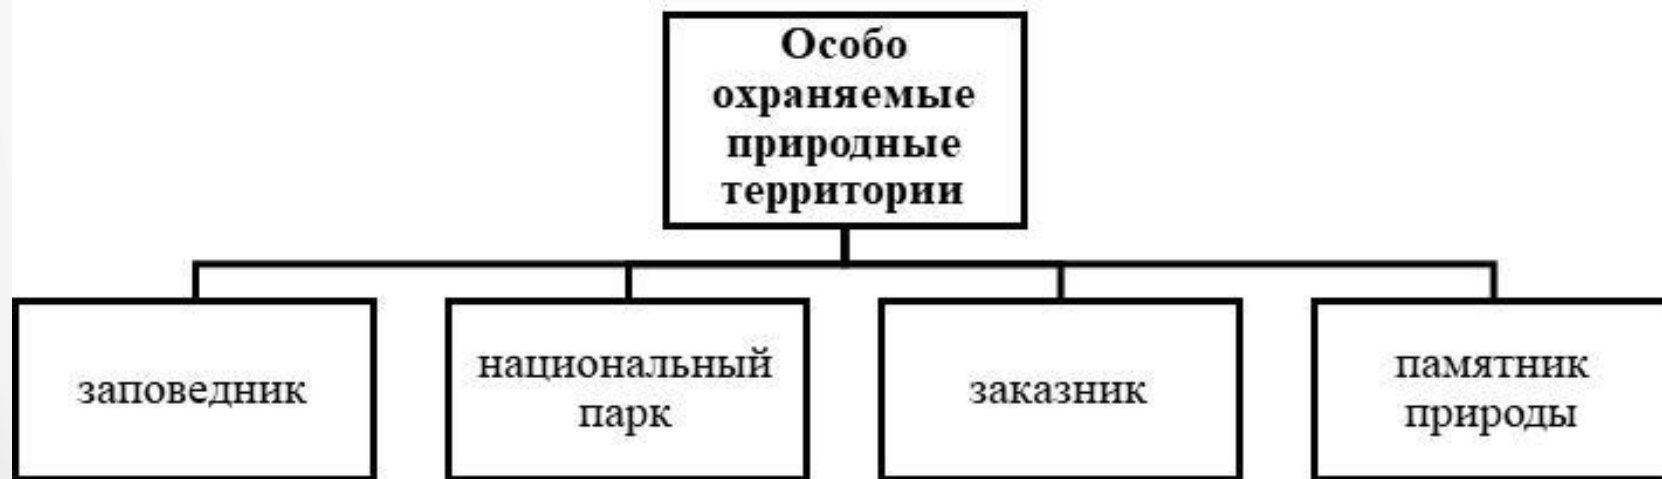 Особо
охраняемые
природные
территории
заповедник
национальный
парк
заказник
памятник
природы